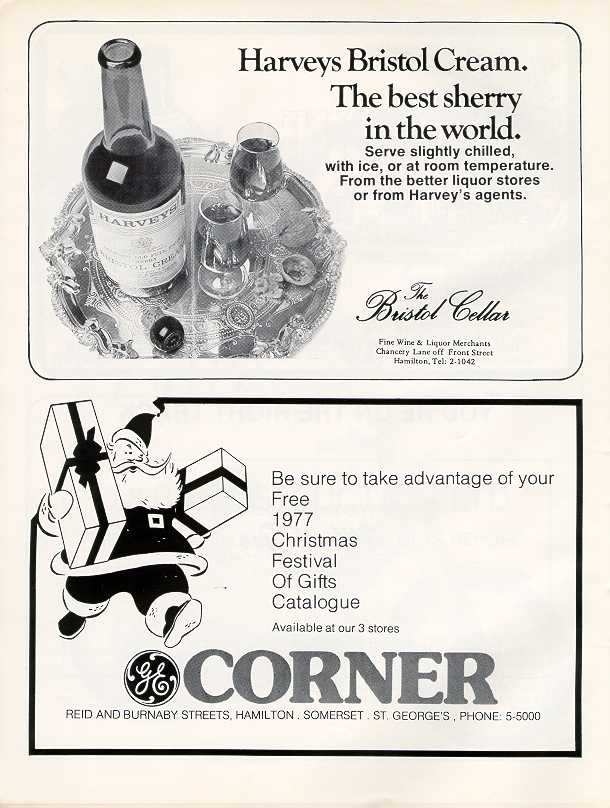 Harveys Bristol Cream.
The best sherry
in the world.
Serve slightly chilled,
with ice, or at room temperature.
From the better liquor stores
or from Harvey's agents.
HARVEYS
BRISTOL CREAM
The
Bristol Cellar
Fine Wine & Liquor Merchants
Chancery Lane off Front Street
Hamilton, Tel: 2-1042
Be sure to take advantage of your
Free
1977
Christmas
Festival
Of Gifts
Catalogue
Available at our 3 stores
GE CORNER
REID AND BURNABY STREETS, HAMILTON . SOMERSET . ST. GEORGE'S , PHONE: 5-5000